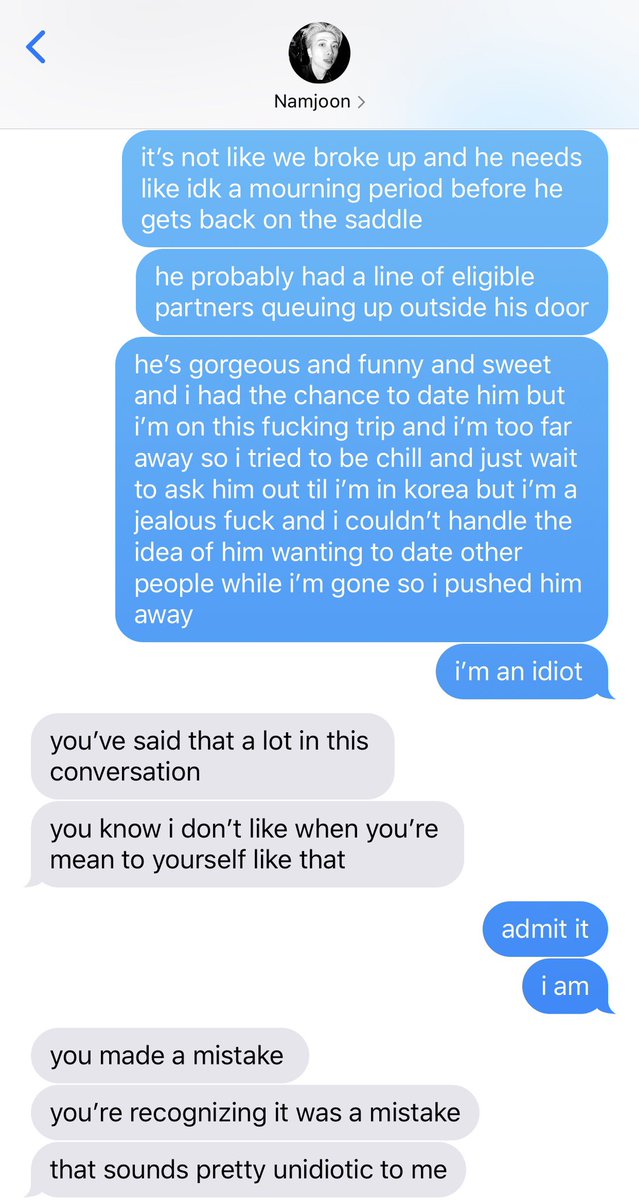 Namjoon
it’s not like we broke up and he needs
like idk a mourning period before he
gets back on the saddle
he probably had a line of eligible
partners queuing up outside his door
he’s gorgeous and funny and sweet
and i had the chance to date him but
i’m on this fucking trip and i’m too far
away so i tried to be chill and just wait
to ask him out til i’m in korea but i’m a
jealous fuck and i couldn’t handle the
idea of him wanting to date other
people while i’m gone so i pushed him
away
i’m an idiot
you’ve said that a lot in this
conversation
you know i don’t like when you’re
mean to yourself like that
admit it
i am
you made a mistake
you’re recognizing it was a mistake
that sounds pretty unidiotic to me